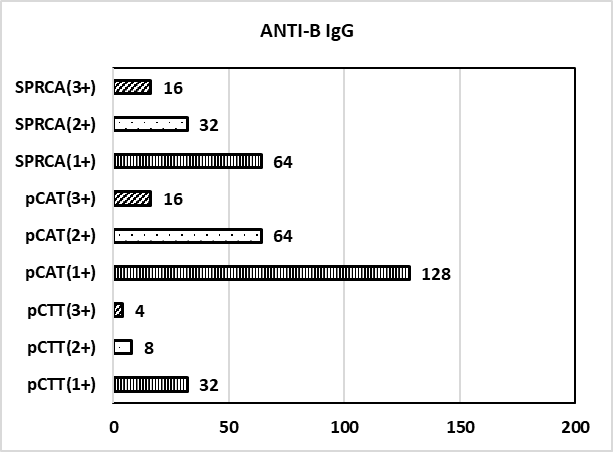 ANTI-B IgG
SPRCA(3+) 16
SPRCA(2+) 32
SPRCA(1+) 64
pCAT(3+) 16
pCAT(2+) 64
pCAT(1+) 128
pCTT(3+) 4
pCTT(2+) 8
pCTT(1+) 32
0 50 100 150 200